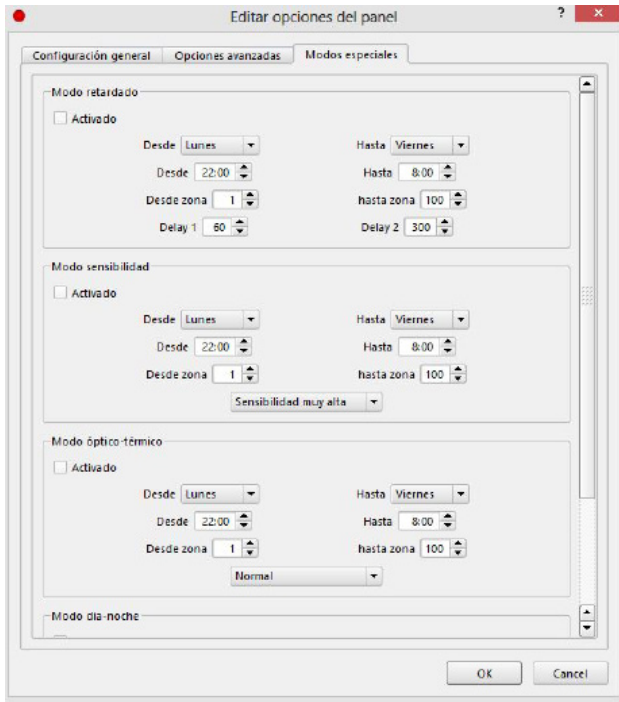 Editar opciones del panel ? x
Configuración general Opciones avanzadas Modos especiales
Modo retardado
Activado
Desde Lunes Hasta Viernes
Desde 22:00 Hasta 8:00
Desde zona 1 hasta zona 100
Delay 1 60 Delay 2 300
Modo sensibilidad
Activado
Desde Lunes Hasta Viernes
Desde 22:00 Hasta 8:00
Desde zona 1 hasta zona 100
Sensibilidad muy alta
Modo óptico-térmico
Activado
Desde Lunes Hasta Viernes
Desde 22:00 Hasta 8:00
Desde zona 1 hasta zona 100
Normal
Modo dia-noche
OK Cancel